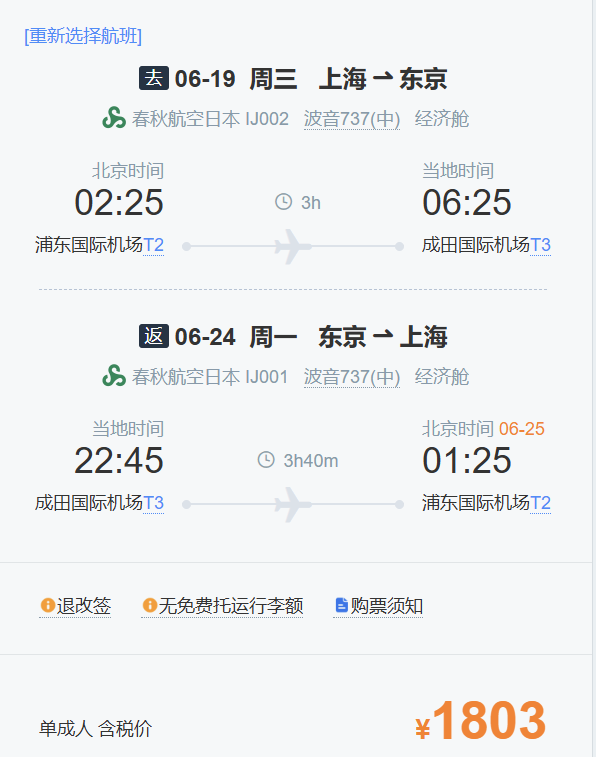 [重新选择航班]
去 06-19 周三 上海⇀东京
春秋航空日本 IJ002 波音737(中) 经济舱
北京时间 当地时间
02:25 3h 06:25
浦东国际机场T2 成田国际机场T3
返 06-24 周一 东京⇀上海
春秋航空日本 IJ001 波音737(中) 经济舱
当地时间 北京时间 06-25
22:45 3h40m 01:25
成田国际机场T3 浦东国际机场T2
退改签 无免费托运行李额 购票须知
单成人 含税价 ¥1803